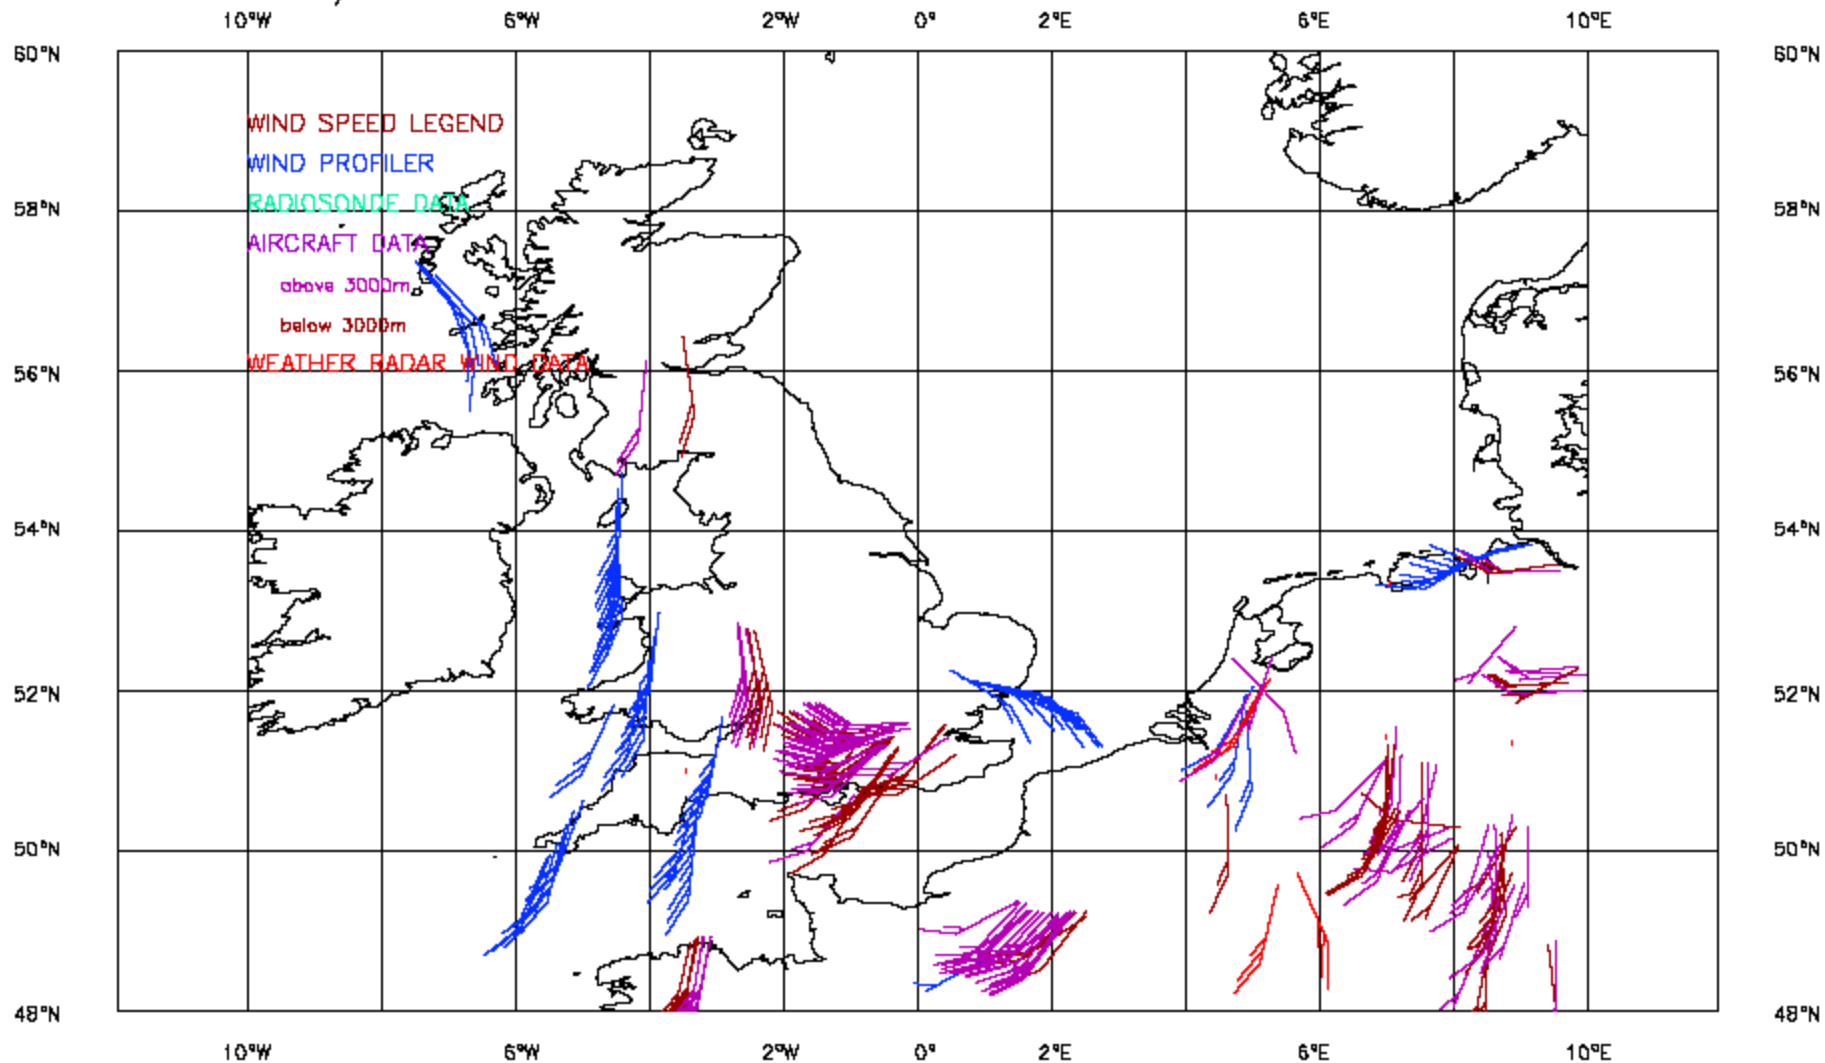 10°W 6°W 2°W 0° 2°E 6°E 10°E
60°N 60°N
WIND SPEED LEGEND
WIND PROFILER
RADIOSONDE DATA
58°N 58°N
AIRCRAFT DATA
above 3000m
below 3000m
WEATHER RADAR WIND DATA
56°N 56°N
54°N 54°N
52°N 52°N
50°N 50°N
48°N 48°N
10°W 6°W 2°W 0° 2°E 6°E 10°E